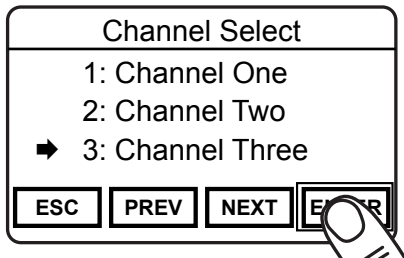 Channel Select
1: Channel One
2: Channel Two
➡ 3: Channel Three
ESC PREV NEXT